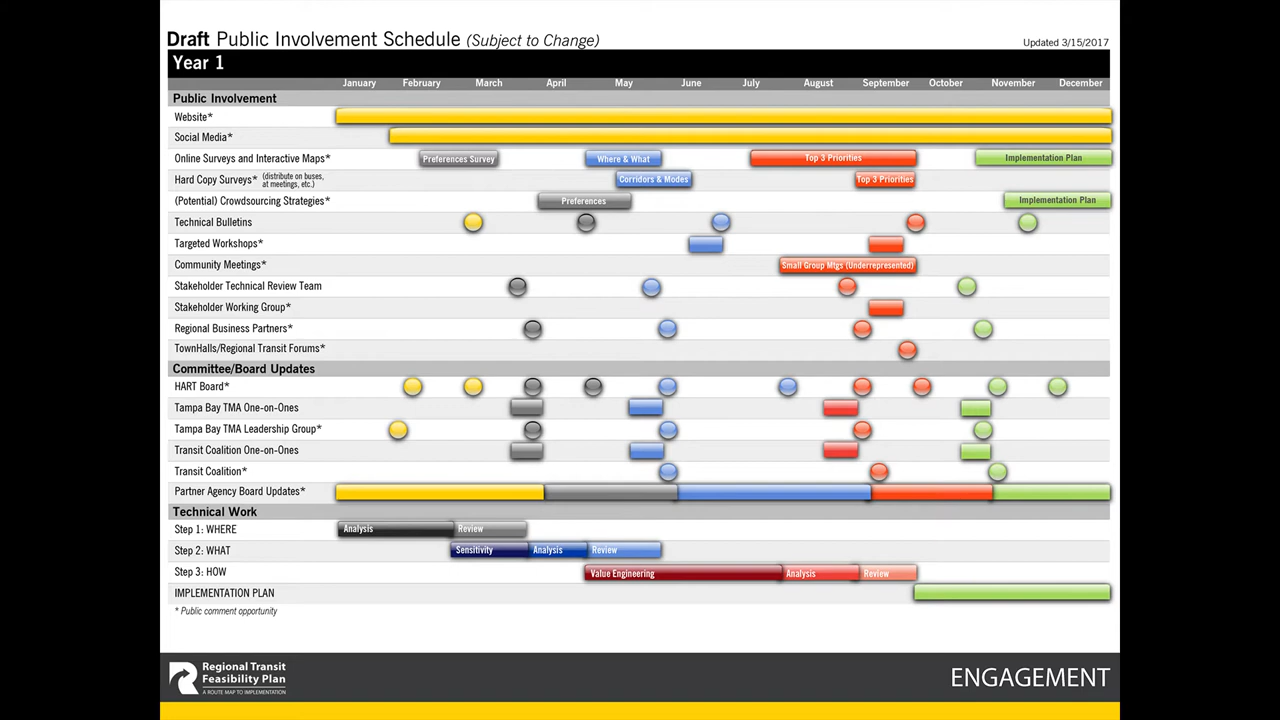 Draft Public Involvement Schedule (Subject to Change)
Updated 3/15/2017
Year 1
January February March April May June July August September October November December
Public Involvement
Website*
Social Media*
Online Surveys and Interactive Maps* Preferences Survey Where & What Top 3 Priorities Implementation Plan
Hard Copy Surveys* (distribute on buses, at meetings, etc.) Corridors & Modes Top 3 Priorities
(Potential) Crowdsourcing Strategies* Preferences Implementation Plan
Technical Bulletins
Targeted Workshops*
Community Meetings* Small Group Mtgs (Underrepresented)
Stakeholder Technical Review Team
Stakeholder Working Group*
Regional Business Partners*
TownHalls/Regional Transit Forums*
Committee/Board Updates
HART Board*
Tampa Bay TMA One-on-Ones
Tampa Bay TMA Leadership Group*
Transit Coalition One-on-Ones
Transit Coalition*
Partner Agency Board Updates*
Technical Work
Step 1: WHERE Analysis Review
Step 2: WHAT Sensitivity Analysis Review
Step 3: HOW Value Engineering Analysis Review
IMPLEMENTATION PLAN
* Public comment opportunity
Regional Transit
Feasibility Plan
A ROUTE MAP TO IMPLEMENTATION
ENGAGEMENT